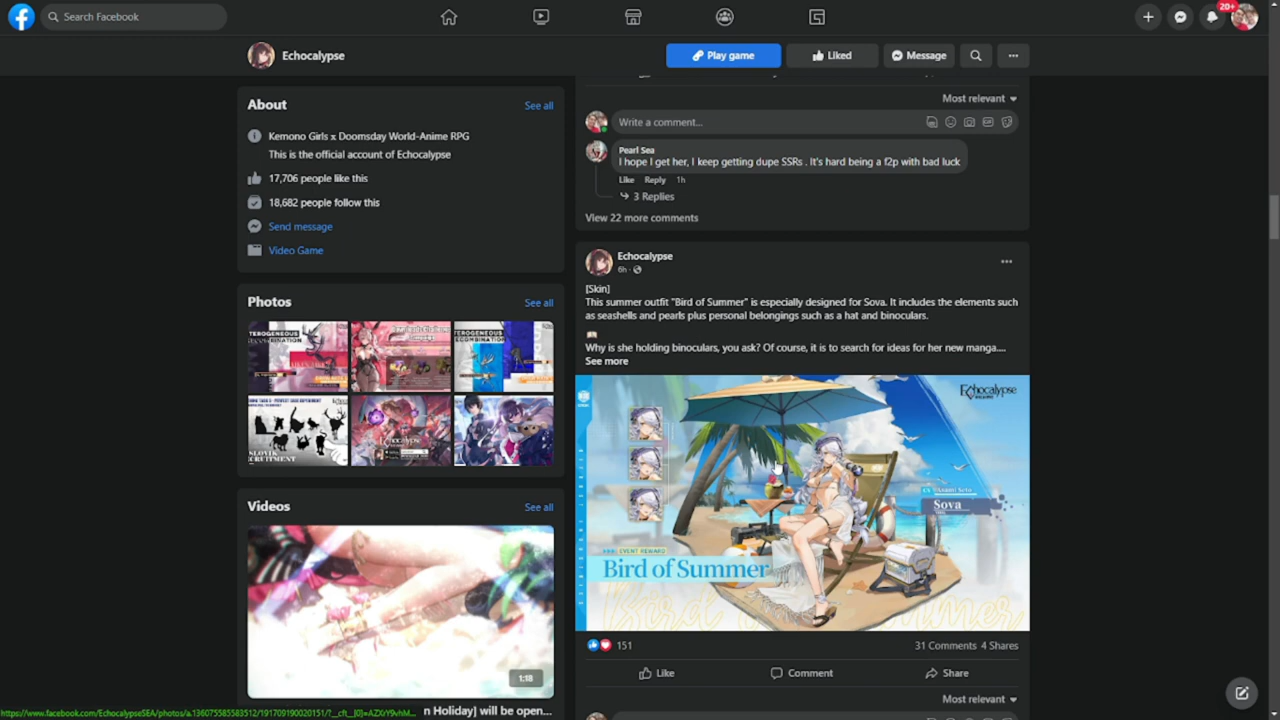 Search Facebook
20+
Echocalypse
Play game
Liked
Message
About
See all
Kemono Girls x Doomsday World-Anime RPG
This is the official account of Echocalypse
17,706 people like this
18,682 people follow this
Send message
Video Game
Photos
See all
Videos
See all
1:18
n Holiday] will be open...
Most relevant
Write a comment...
Pearl Sea
I hope I get her, I keep getting dupe SSRs . It's hard being a f2p with bad luck
Like Reply 1h
3 Replies
View 22 more comments
Echocalypse
6h
[Skin]
This summer outfit "Bird of Summer" is especially designed for Sova. It includes the elements such
as seashells and pearls plus personal belongings such as a hat and binoculars.
Why is she holding binoculars, you ask? Of course, it is to search for ideas for her new manga....
See more
Echocalypse
Sova
EVENT REWARD
Bird of Summer
151
31 Comments 4 Shares
Like Comment Share
Most relevant